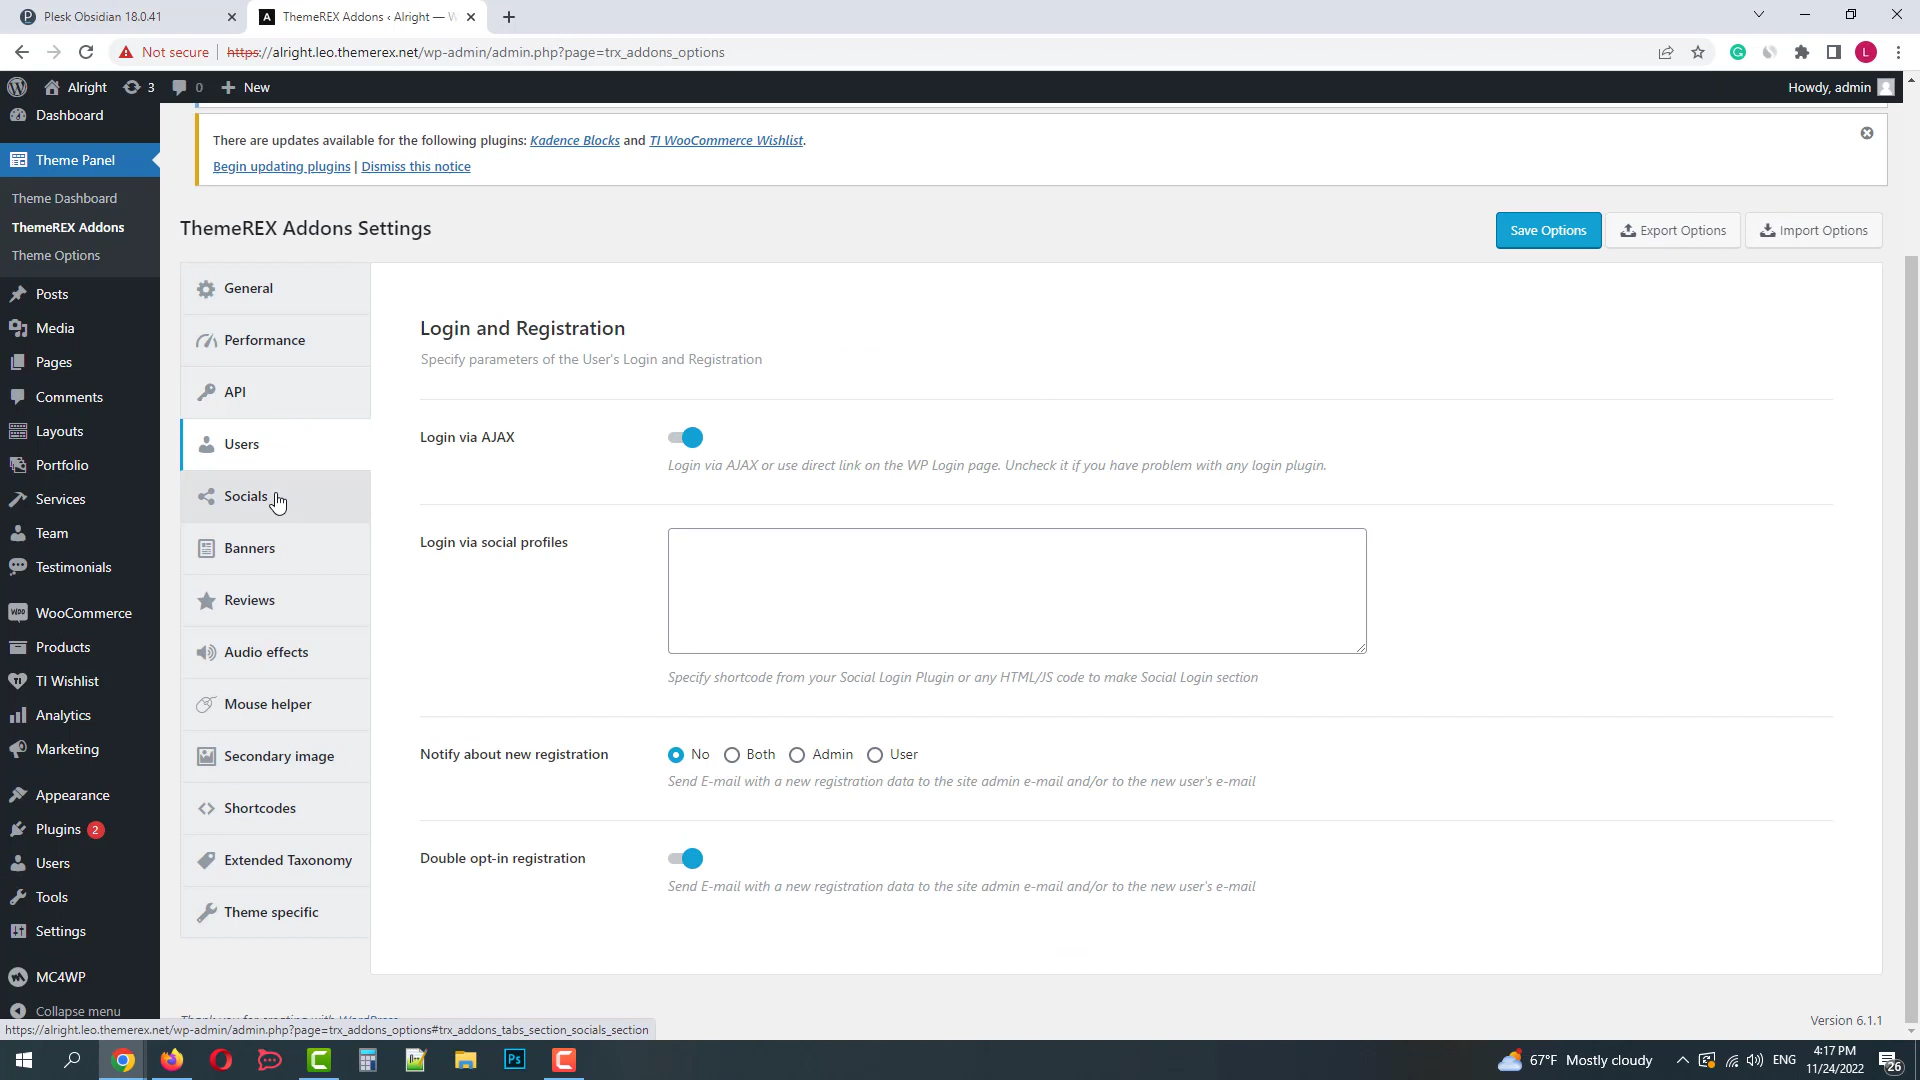 Plesk Obsidian 18.0.41
ThemeREX Addons ‹ Alright — W
Not secure
https://alright.leo.themerex.net/wp-admin/admin.php?page=trx_addons_options
L
Alright
3
0
New
Howdy, admin
Dashboard
Theme Panel
Theme Dashboard
ThemeREX Addons
Theme Options
Posts
Media
Pages
Comments
Layouts
Portfolio
Services
Team
Testimonials
WooCommerce
Products
TI Wishlist
Analytics
Marketing
Appearance
Plugins 2
Users
Tools
Settings
MC4WP
Collapse menu
There are updates available for the following plugins: Kadence Blocks and TI WooCommerce Wishlist.
Begin updating plugins | Dismiss this notice
ThemeREX Addons Settings
Save Options
Export Options
Import Options
General
Performance
API
Users
Socials
Banners
Reviews
Audio effects
Mouse helper
Secondary image
Shortcodes
Extended Taxonomy
Theme specific
Login and Registration
Specify parameters of the User's Login and Registration
Login via AJAX
Login via AJAX or use direct link on the WP Login page. Uncheck it if you have problem with any login plugin.
Login via social profiles
Specify shortcode from your Social Login Plugin or any HTML/JS code to make Social Login section
Notify about new registration
No
Both
Admin
User
Send E-mail with a new registration data to the site admin e-mail and/or to the new user's e-mail
Double opt-in registration
Send E-mail with a new registration data to the site admin e-mail and/or to the new user's e-mail
Thank you for creating with WordPress.
Version 6.1.1
https://alright.leo.themerex.net/wp-admin/admin.php?page=trx_addons_options#trx_addons_tabs_section_socials_section
Ps
67°F Mostly cloudy
ENG
4:17 PM
11/24/2022
26